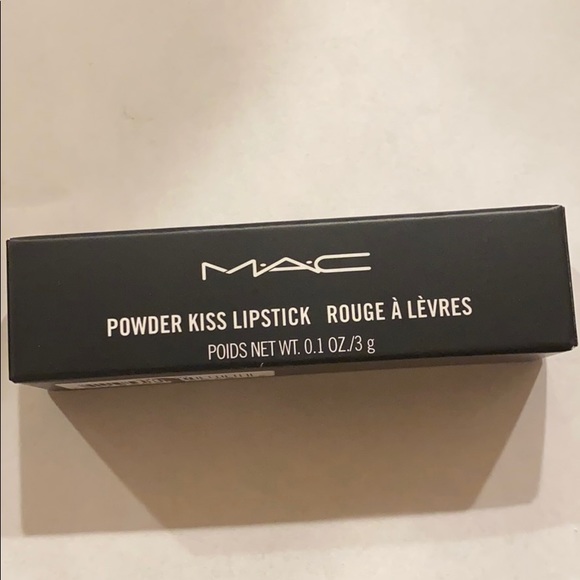 M·A·C
POWDER KISS LIPSTICK ROUGE À LÈVRES
POIDS NET WT. 0.1 OZ./3 g